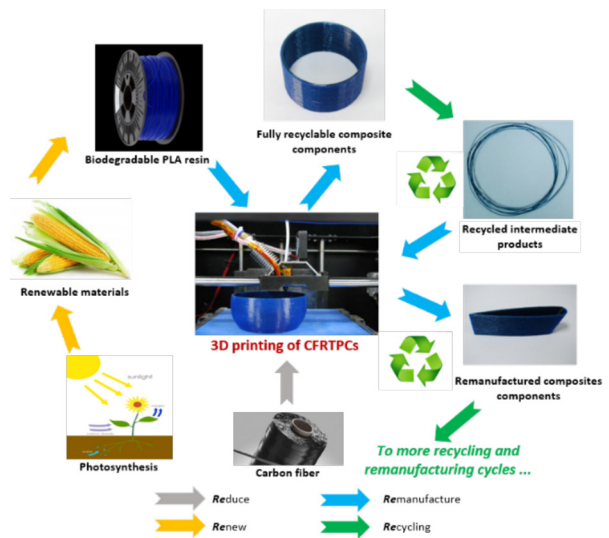 Biodegradable PLA resin
Fully recyclable composite
components
Recycled intermediate
products
Renewable materials
3D printing of CFRTPCs
Remanufactured composites
components
sunlight
Photosynthesis
Carbon fiber
To more recycling and
remanufacturing cycles ...
Reduce
Remanufacture
Renew
Recycling